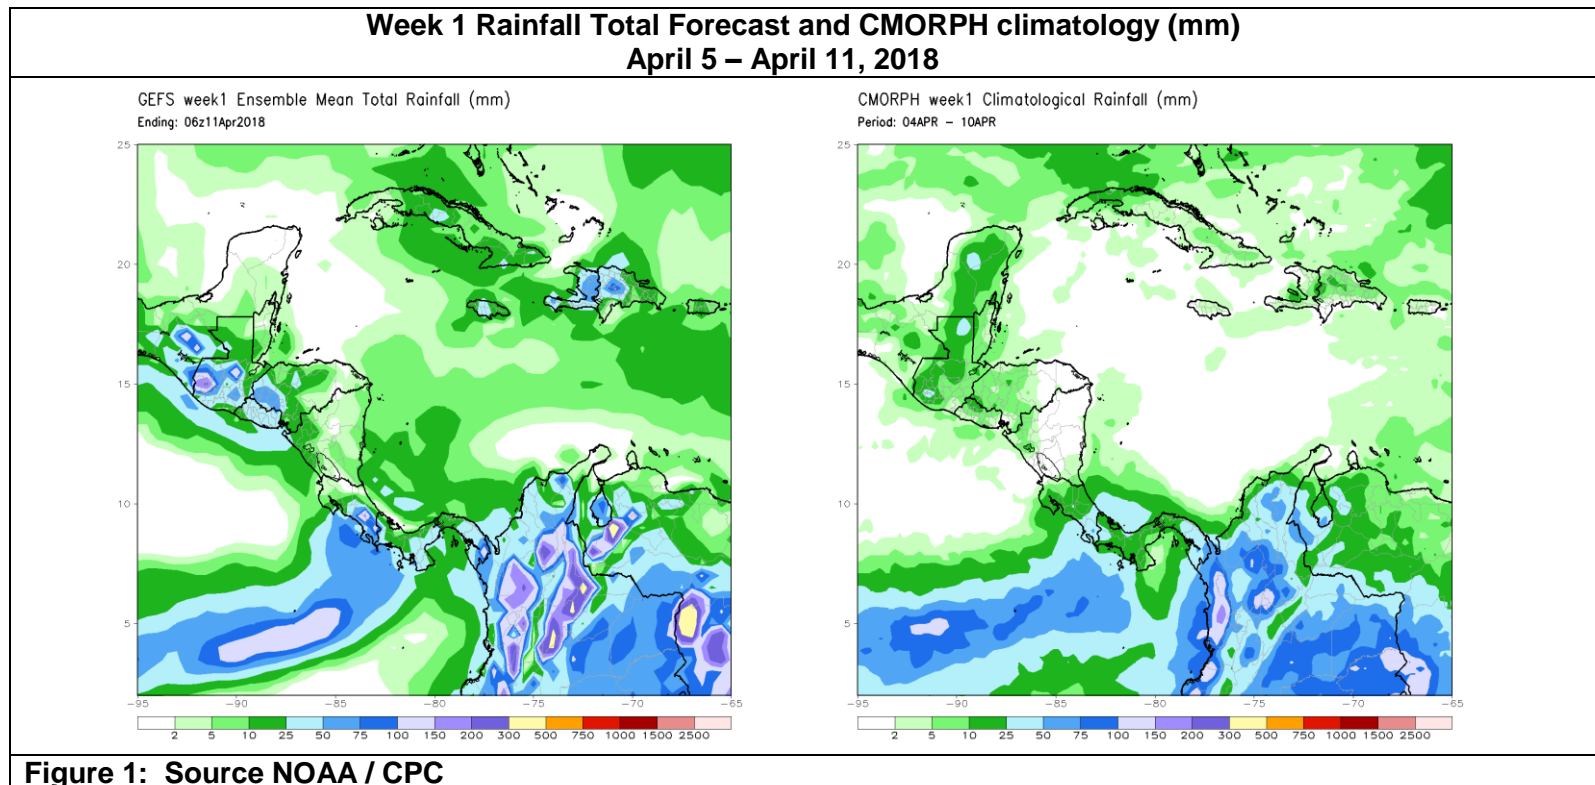 Week 1 Rainfall Total Forecast and CMORPH climatology (mm)
April 5 – April 11, 2018
GEFS week1 Ensemble Mean Total Rainfall (mm)
Ending: 06z11Apr2018
25
20
15
10
5
−95 −90 −85 −80 −75 −70 −65
2 5 10 25 50 75 100 150 200 300 500 750 1000 1500 2500
CMORPH week1 Climatological Rainfall (mm)
Period: 04APR − 10APR
25
20
15
10
5
−95 −90 −85 −80 −75 −70 −65
2 5 10 25 50 75 100 150 200 300 500 750 1000 1500 2500
Figure 1: Source NOAA / CPC